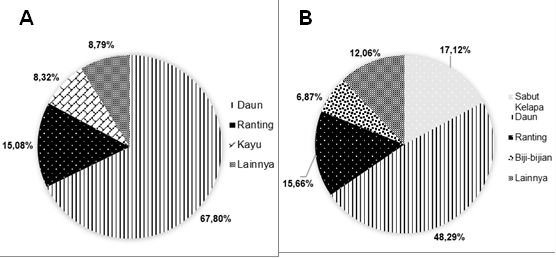 A
8,79%
8,32%
15,08%
67,80%
Daun
Ranting
Kayu
Lainnya
B
12,06%
17,12%
6,87%
15,66%
48,29%
Sabut
Kelapa
Daun
Ranting
Biji-bijian
Lainnya